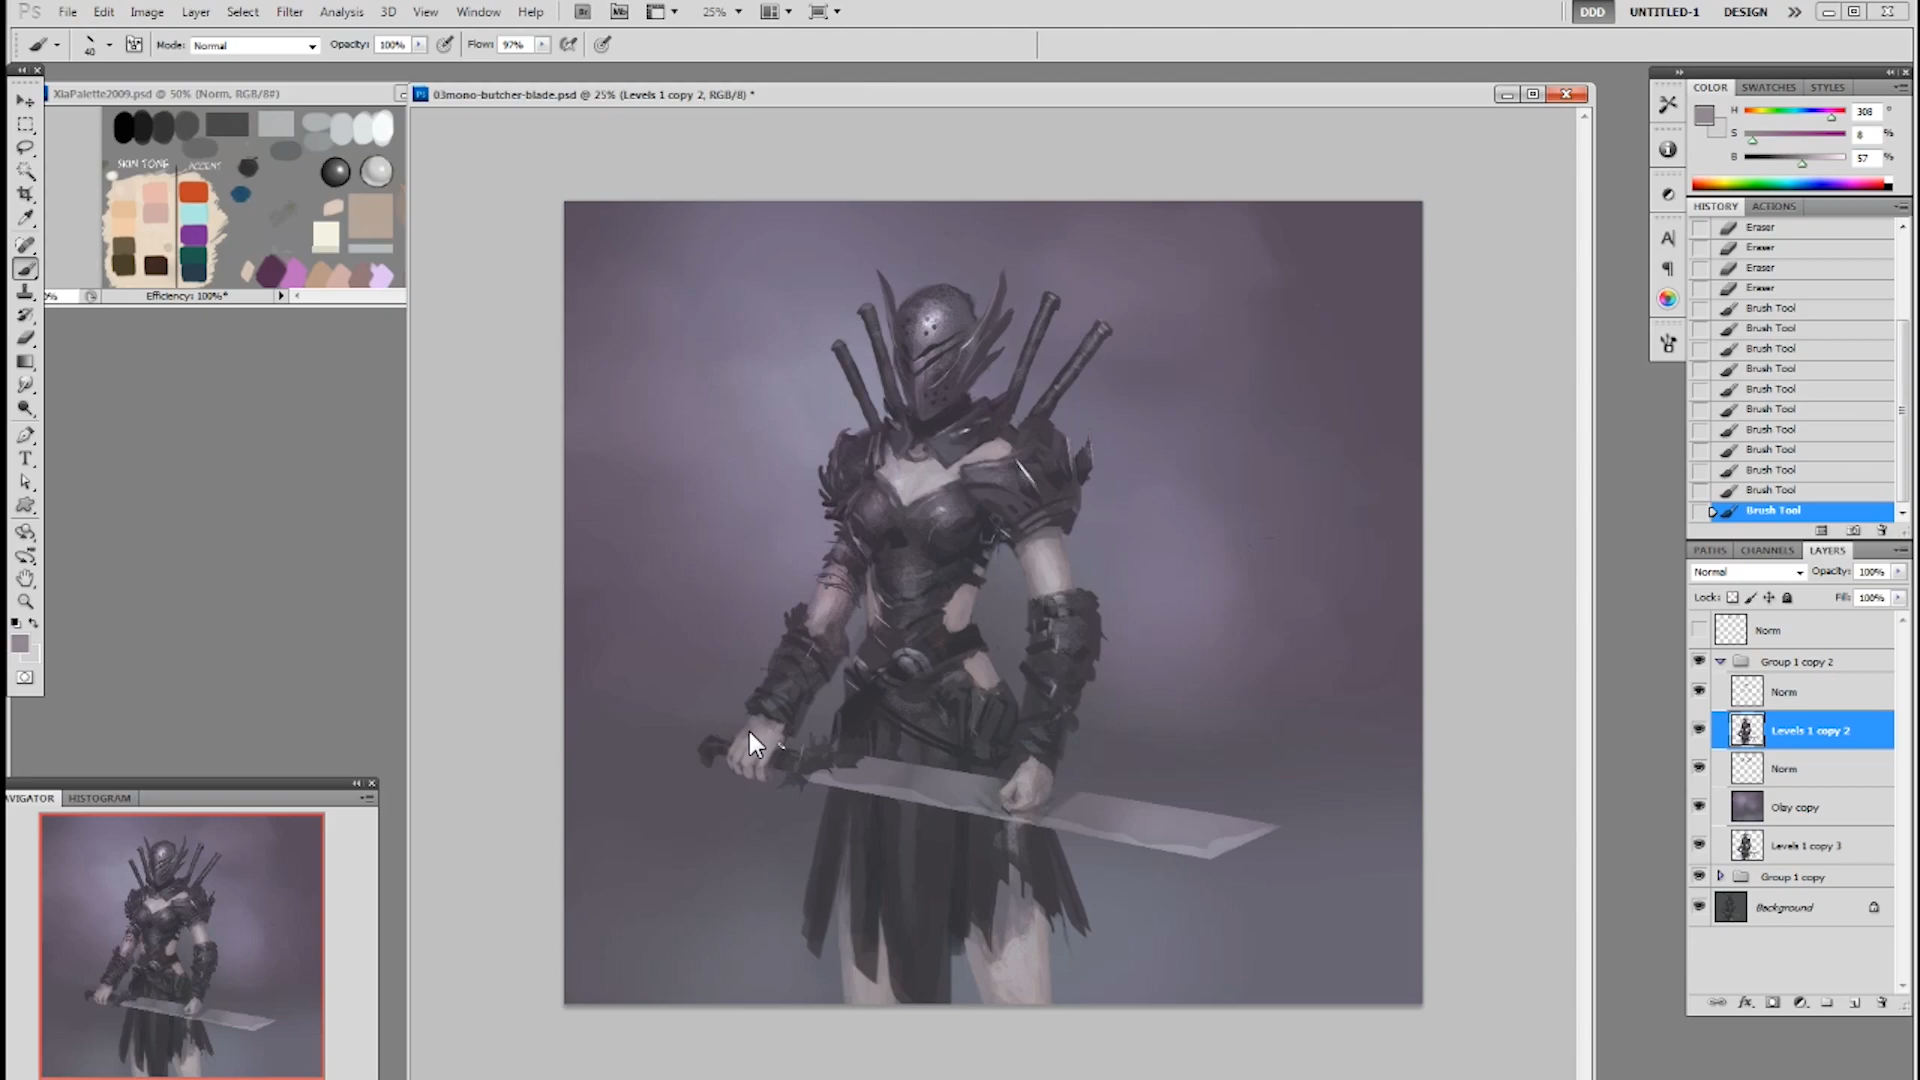 Ps File Edit Image Layer Select Filter Analysis 3D View Window Help Br Mb 25% DDD UNTITLED-1 DESIGN
40 Mode: Normal Opacity: 100% Flow: 97%
XiaPalette2009.psd @ 50% (Norm, RGB/8#)
03mono-butcher-blade.psd @ 25% (Levels 1 copy 2, RGB/8) *
SKIN TONE ACCENT
Efficiency: 100%*
COLOR SWATCHES STYLES
H 308 °
S 8 %
B 57 %
HISTORY ACTIONS
Eraser
Eraser
Eraser
Eraser
Brush Tool
Brush Tool
Brush Tool
Brush Tool
Brush Tool
Brush Tool
Brush Tool
Brush Tool
Brush Tool
Brush Tool
Brush Tool
PATHS CHANNELS LAYERS
Normal Opacity: 100%
Lock: Fill: 100%
Norm
Group 1 copy 2
Norm
Levels 1 copy 2
Norm
Olay copy
Levels 1 copy 3
Group 1 copy
Background
AVIGATOR HISTOGRAM